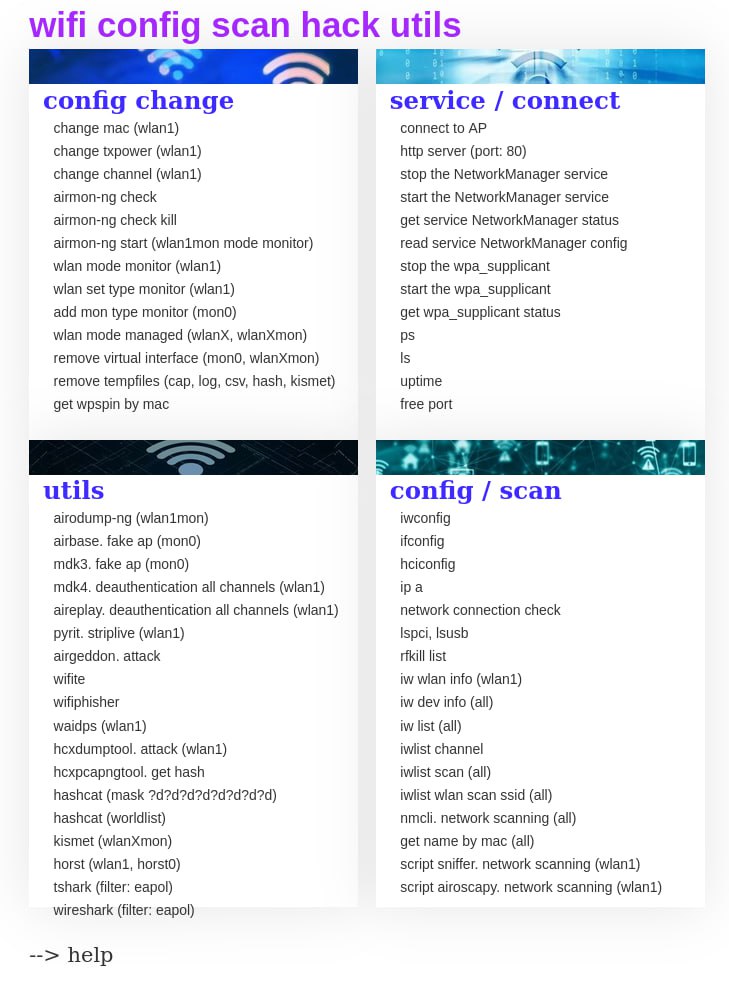 wifi config scan hack utils
config change
change mac (wlan1)
change txpower (wlan1)
change channel (wlan1)
airmon-ng check
airmon-ng check kill
airmon-ng start (wlan1mon mode monitor)
wlan mode monitor (wlan1)
wlan set type monitor (wlan1)
add mon type monitor (mon0)
wlan mode managed (wlanX, wlanXmon)
remove virtual interface (mon0, wlanXmon)
remove tempfiles (cap, log, csv, hash, kismet)
get wpspin by mac
service / connect
connect to AP
http server (port: 80)
stop the NetworkManager service
start the NetworkManager service
get service NetworkManager status
read service NetworkManager config
stop the wpa_supplicant
start the wpa_supplicant
get wpa_supplicant status
ps
ls
uptime
free port
utils
airodump-ng (wlan1mon)
airbase. fake ap (mon0)
mdk3. fake ap (mon0)
mdk4. deauthentication all channels (wlan1)
aireplay. deauthentication all channels (wlan1)
pyrit. striplive (wlan1)
airgeddon. attack
wifite
wifiphisher
waidps (wlan1)
hcxdumptool. attack (wlan1)
hcxpcapngtool. get hash
hashcat (mask ?d?d?d?d?d?d?d?d)
hashcat (worldlist)
kismet (wlanXmon)
horst (wlan1, horst0)
tshark (filter: eapol)
wireshark (filter: eapol)
config / scan
iwconfig
ifconfig
hciconfig
ip a
network connection check
lspci, lsusb
rfkill list
iw wlan info (wlan1)
iw dev info (all)
iw list (all)
iwlist channel
iwlist scan (all)
iwlist wlan scan ssid (all)
nmcli. network scanning (all)
get name by mac (all)
script sniffer. network scanning (wlan1)
script airoscapy. network scanning (wlan1)
--> help